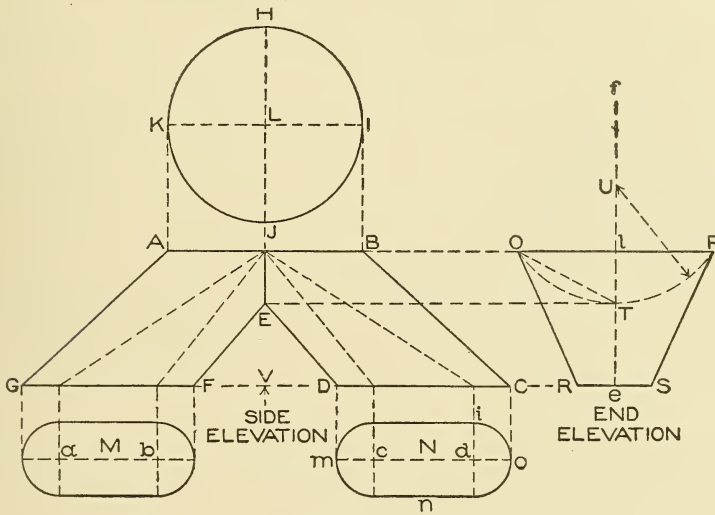 H
f
K L I
U
A J B O l P
E T
G F V D C R e S
SIDE
ELEVATION
END
ELEVATION
i
a M b m c N d o
n